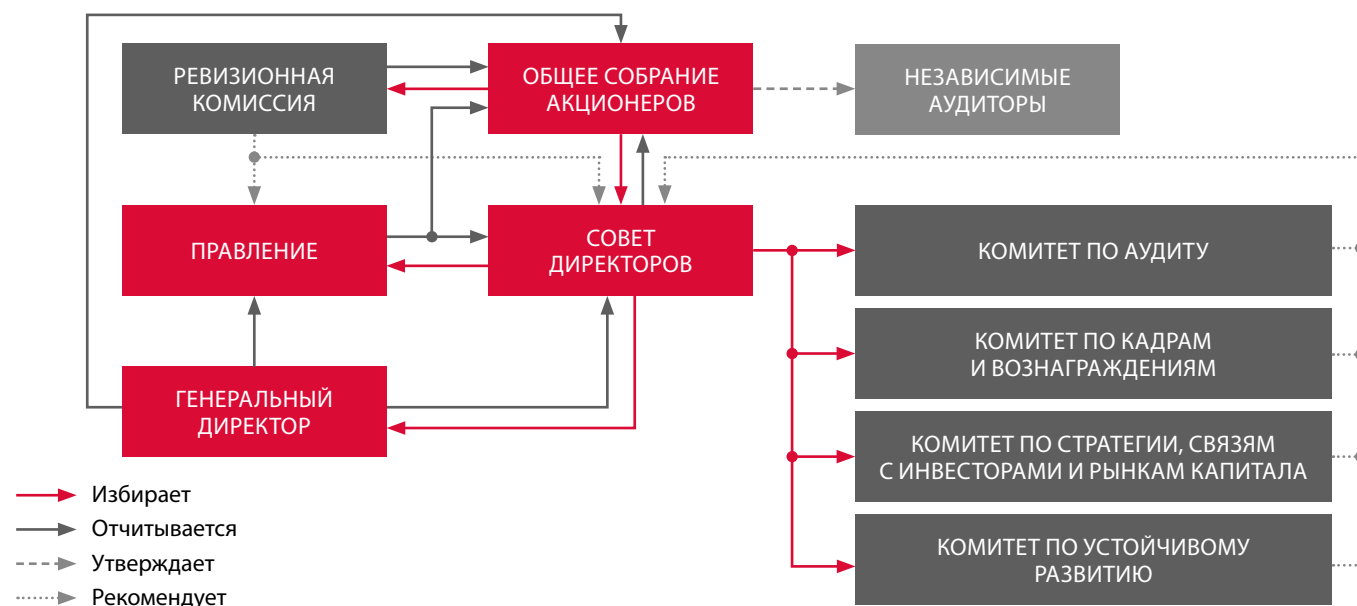 РЕВИЗИОННАЯ
КОМИССИЯ
ОБЩЕЕ СОБРАНИЕ
АКЦИОНЕРОВ
НЕЗАВИСИМЫЕ
АУДИТОРЫ
ПРАВЛЕНИЕ
СОВЕТ
ДИРЕКТОРОВ
КОМИТЕТ ПО АУДИТУ
КОМИТЕТ ПО КАДРАМ
И ВОЗНАГРАЖДЕНИЯМ
ГЕНЕРАЛЬНЫЙ
ДИРЕКТОР
КОМИТЕТ ПО СТРАТЕГИИ, СВЯЗЯМ
С ИНВЕСТОРАМИ И РЫНКАМ КАПИТАЛА
КОМИТЕТ ПО УСТОЙЧИВОМУ
РАЗВИТИЮ
Избирает
Отчитывается
Утверждает
Рекомендует